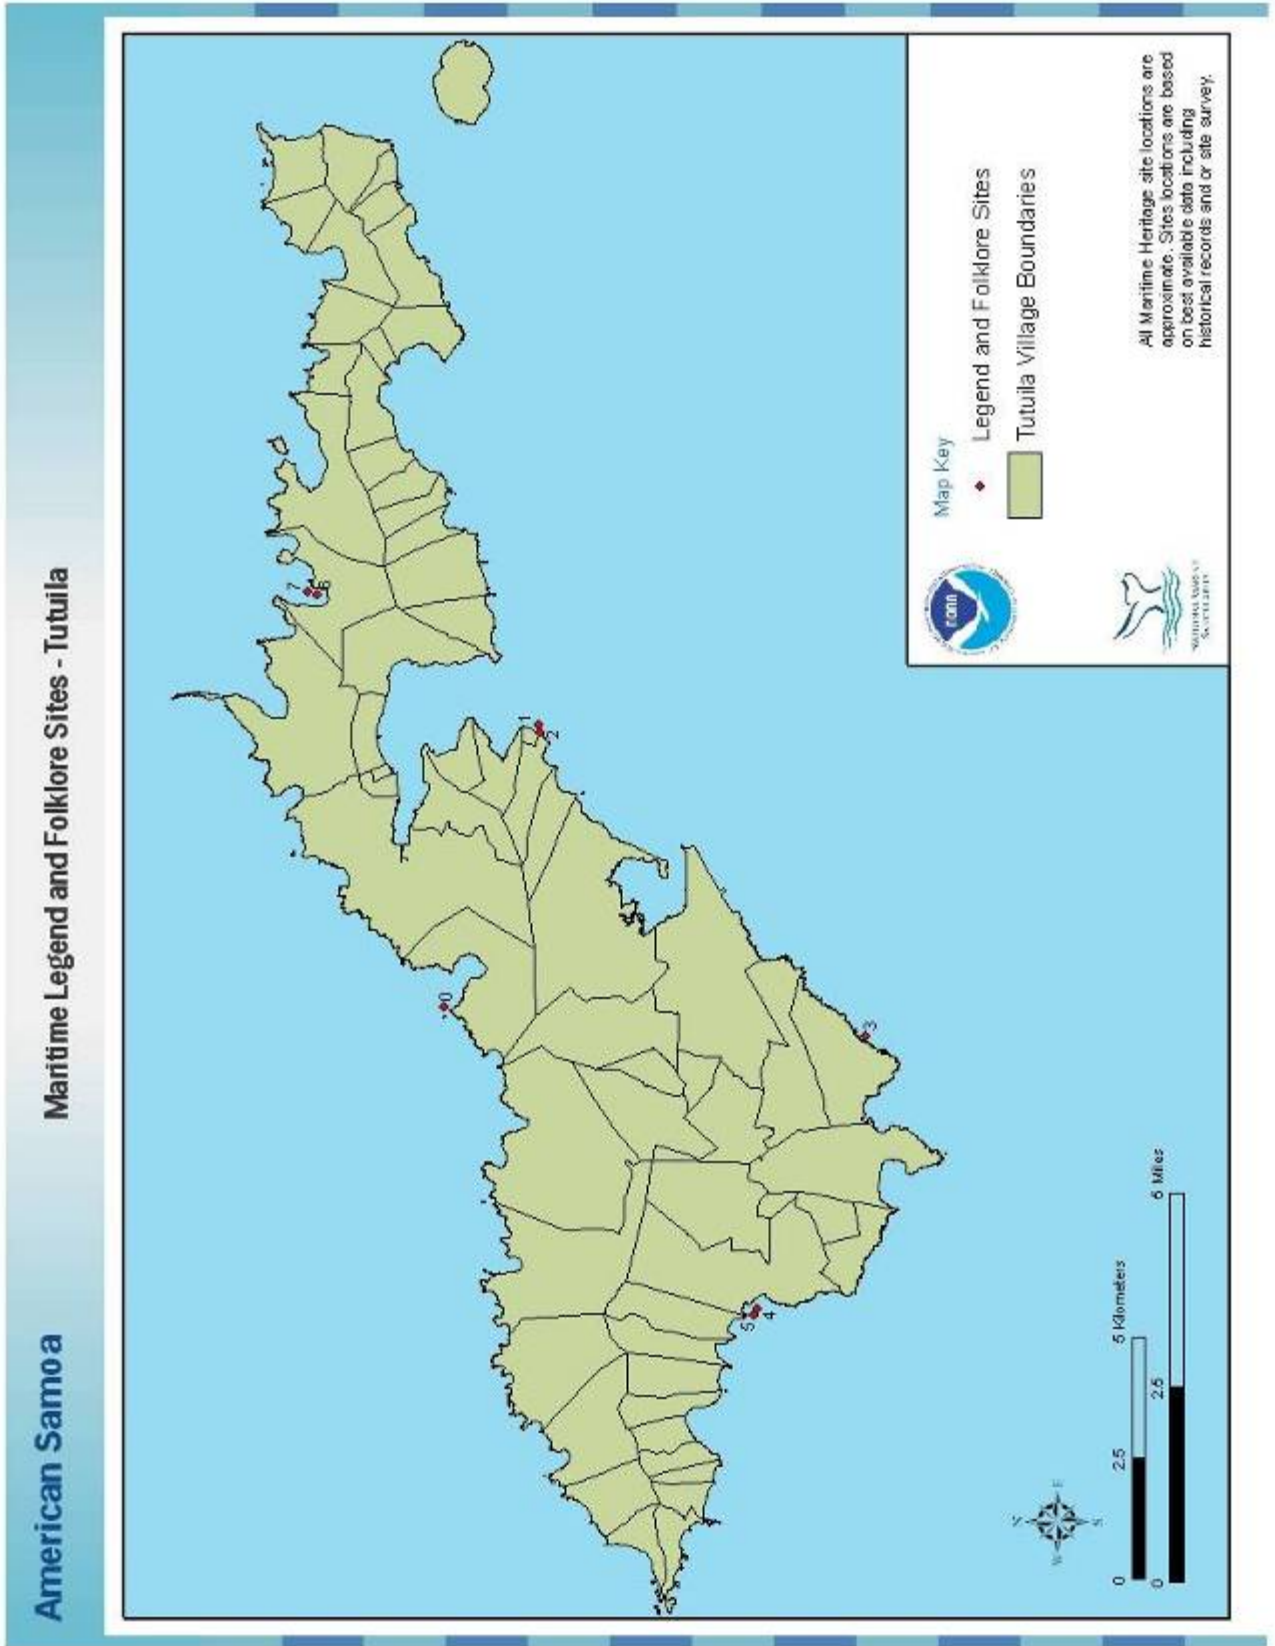 American Samoa
Maritime Legend and Folklore Sites - Tutuila
7
6
1
2
0
3
5
4
Map Key
Legend and Folklore Sites
Tutuila Village Boundaries
NOAA
All Maritime Heritage site locations are
approximate. Sites locations are based
on best available data including
historical records and or site survey.
N
W E
S
0 2.5 5 Kilometers
0 2.5 6 Miles